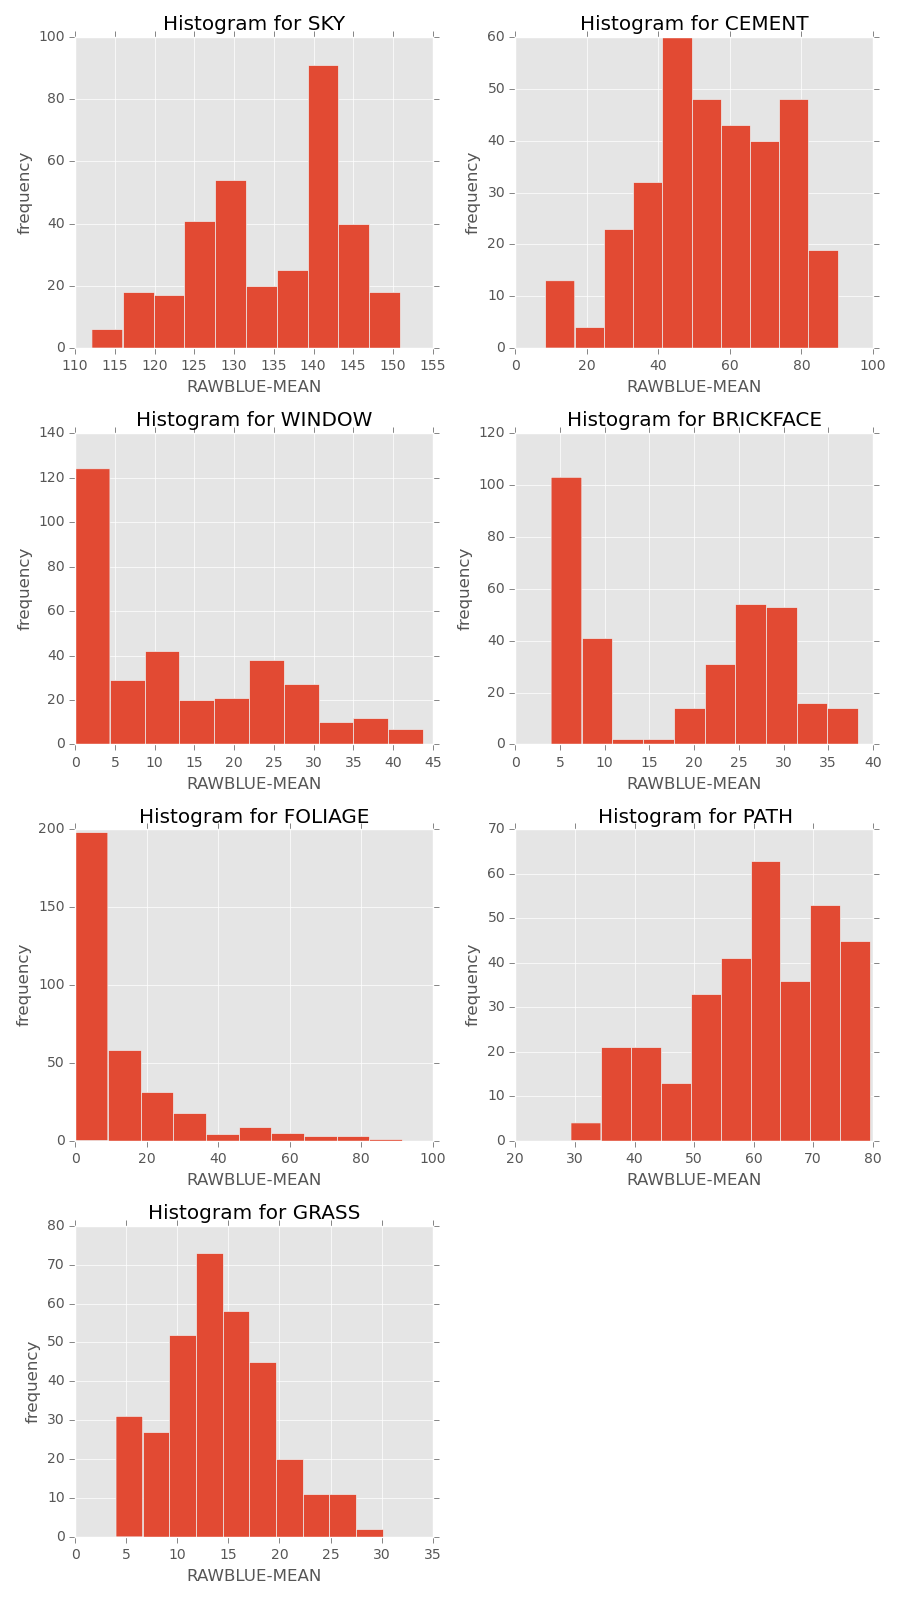 Histogram for SKY
frequency
100
80
60
40
20
0
110 115 120 125 130 135 140 145 150 155
RAWBLUE-MEAN
Histogram for CEMENT
frequency
60
50
40
30
20
10
0
0 20 40 60 80 100
RAWBLUE-MEAN
Histogram for WINDOW
frequency
140
120
100
80
60
40
20
0
0 5 10 15 20 25 30 35 40 45
RAWBLUE-MEAN
Histogram for BRICKFACE
frequency
120
100
80
60
40
20
0
0 5 10 15 20 25 30 35 40
RAWBLUE-MEAN
Histogram for FOLIAGE
frequency
200
150
100
50
0
0 20 40 60 80 100
RAWBLUE-MEAN
Histogram for PATH
frequency
70
60
50
40
30
20
10
0
20 30 40 50 60 70 80
RAWBLUE-MEAN
Histogram for GRASS
frequency
80
70
60
50
40
30
20
10
0
0 5 10 15 20 25 30 35
RAWBLUE-MEAN